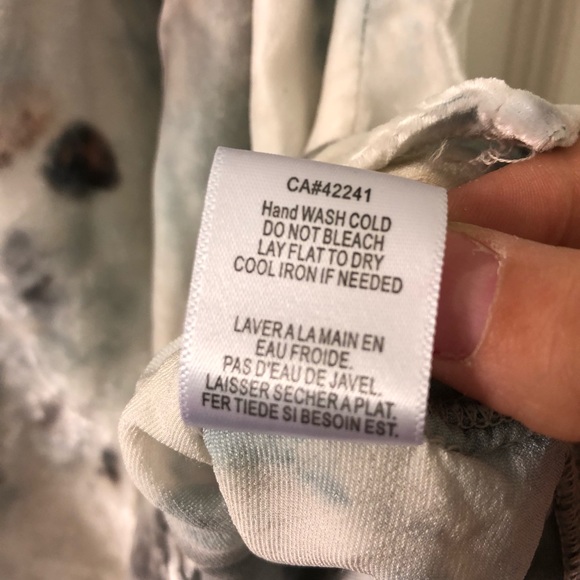 CA#42241
Hand WASH COLD
DO NOT BLEACH
LAY FLAT TO DRY
COOL IRON IF NEEDED
LAVER A LA MAIN EN
EAU FROIDE.
PAS D'EAU DE JAVEL.
LAISSER SECHER A PLAT.
FER TIEDE SI BESOIN EST.